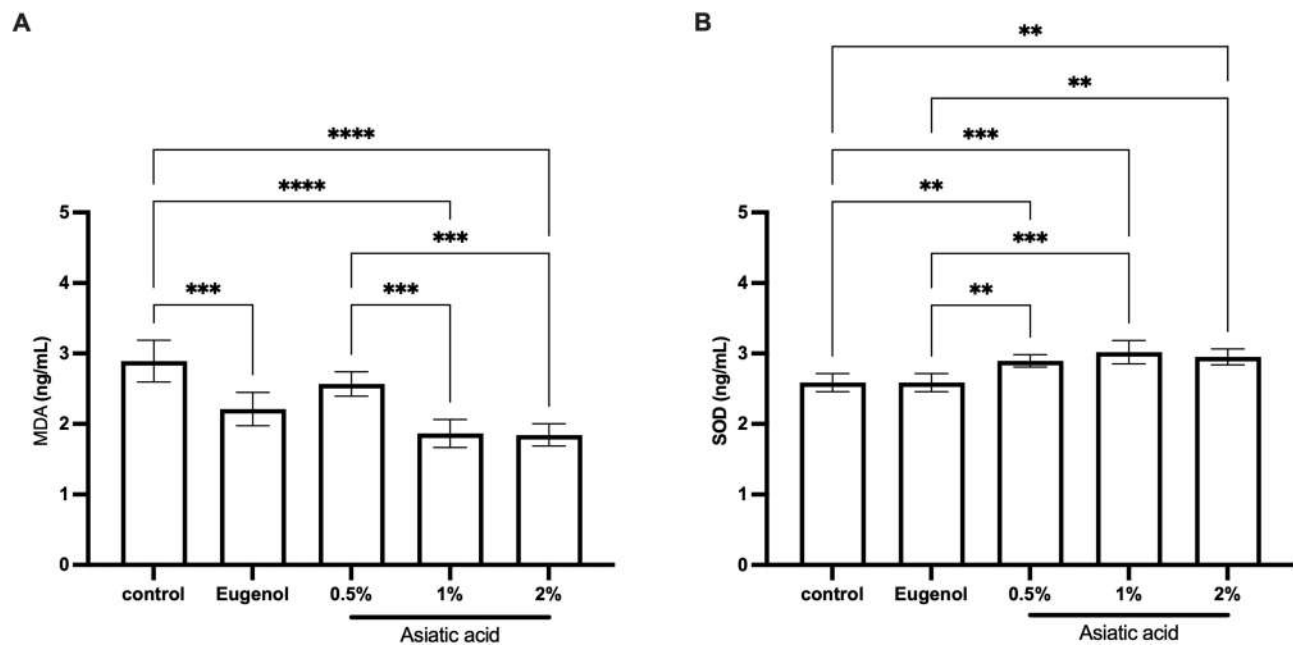 A
****
****
***
***
***
5
4
3
2
1
0
MDA (ng/mL)
control Eugenol 0.5% 1% 2%
Asiatic acid
B
**
**
***
**
***
**
5
4
3
2
1
0
SOD (ng/mL)
control Eugenol 0.5% 1% 2%
Asiatic acid